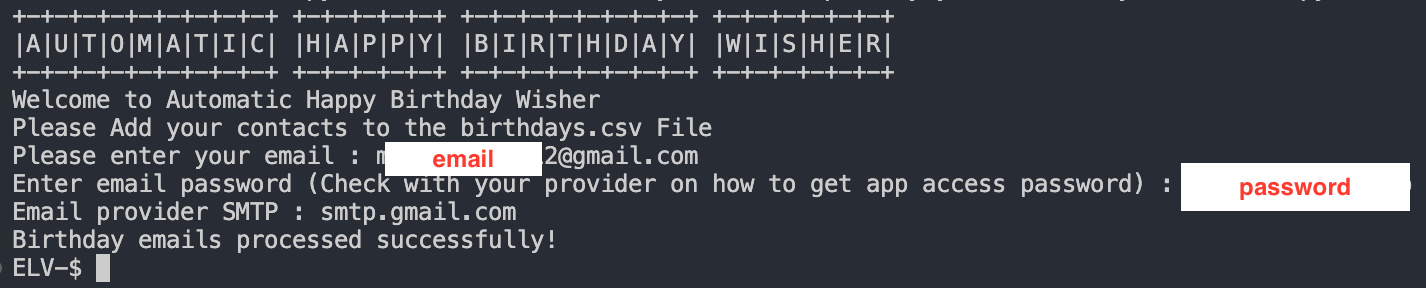 +-+-+-+-+-+-+-+-+-+ +-+-+-+-+-+ +-+-+-+-+-+-+-+-+ +-+-+-+-+-+-+
|A|U|T|O|M|A|T|I|C| |H|A|P|P|Y| |B|I|R|T|H|D|A|Y| |W|I|S|H|E|R|
+-+-+-+-+-+-+-+-+-+ +-+-+-+-+-+ +-+-+-+-+-+-+-+-+ +-+-+-+-+-+-+
Welcome to Automatic Happy Birthday Wisher
Please Add your contacts to the birthdays.csv File
Please enter your email : email 2@gmail.com
Enter email password (Check with your provider on how to get app access password) : password
Email provider SMTP : smtp.gmail.com
Birthday emails processed successfully!
ELV-$